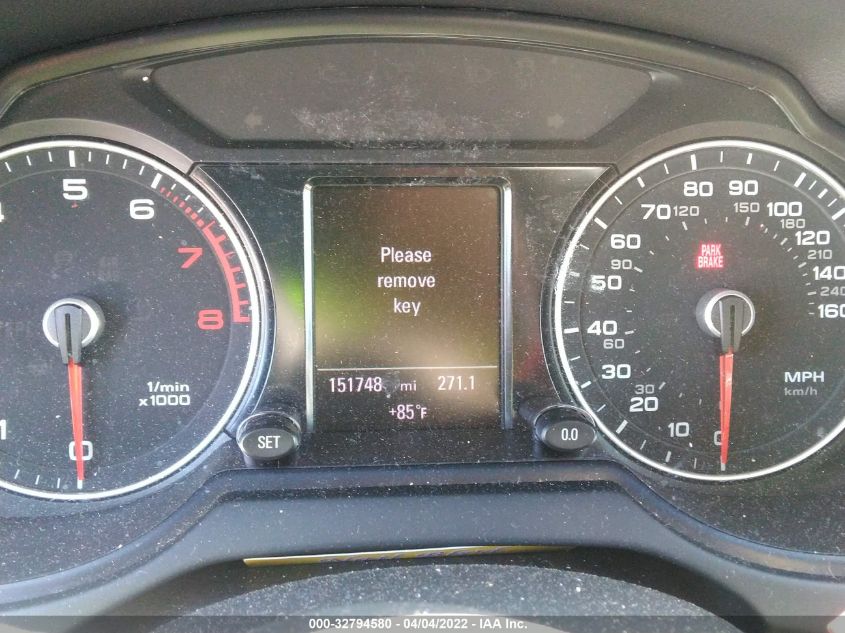 4
5
6
7
8
1/min
x1000
1
0
SET
Please
remove
key
151748 mi 271.1
+85°F
0.0
80 90
70 120 150 100
180
60
PARK
BRAKE
120
210
90
50
140
240
160
40
60
30
30
20
10
0
MPH
km/h
000-32794580 - 04/04/2022 - IAA Inc.